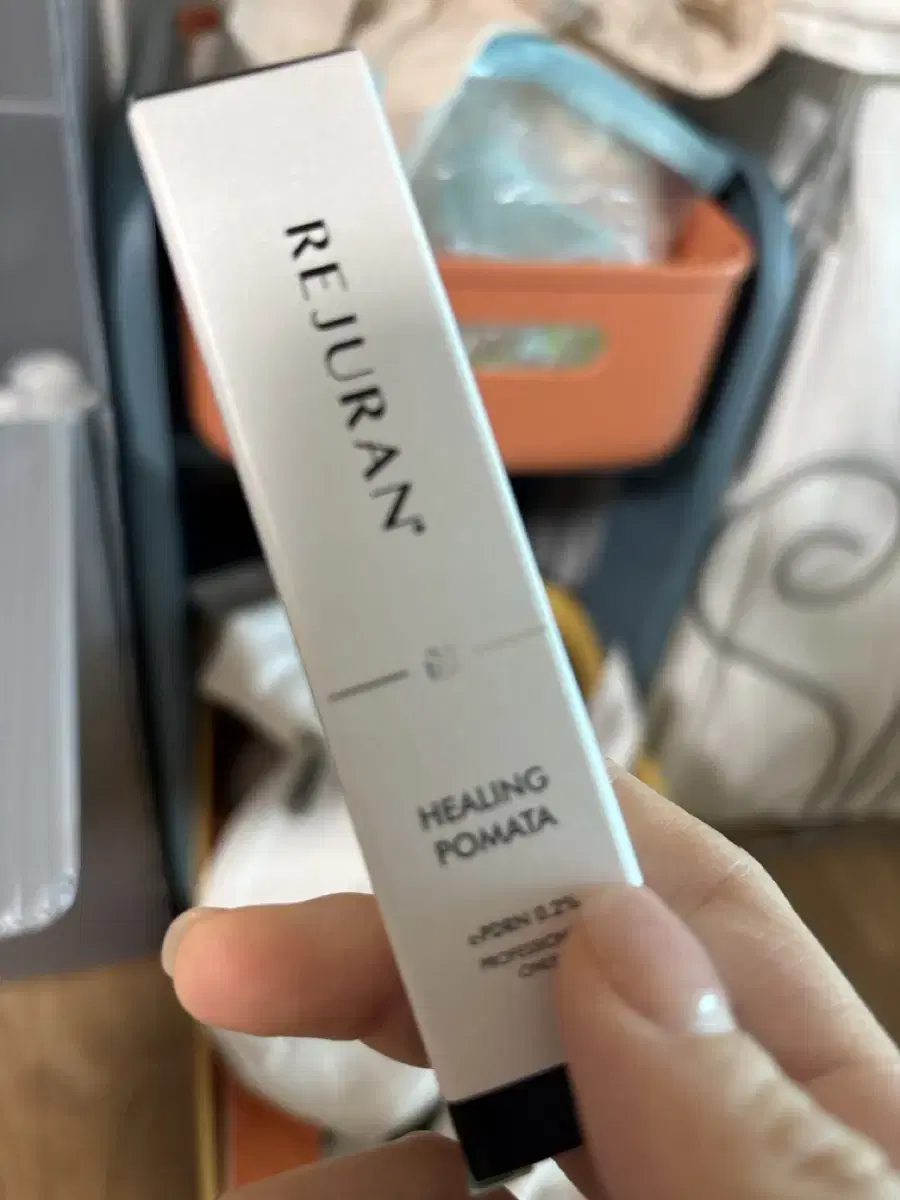 REJURAN®
HEALING
POMATA
c-PDRN 0.2%